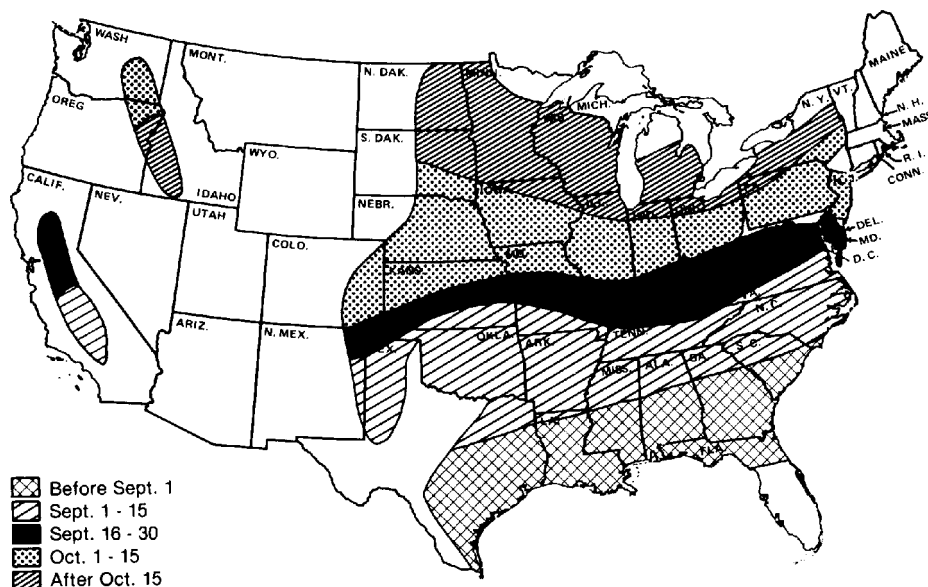 WASH
MONT.
N. DAK.
MINN.
MICH.
MAINE
N. Y.
VT.
N. H.
MASS
R. I.
CONN.
OREG
S. DAK.
WIS.
WYO.
IDAHO
CALIF.
NEV.
UTAH
NEBR.
IOWA
ILL.
IND.
OHIO
PA.
N.J.
COLO.
KANS.
MO.
DEL.
MD.
D. C.
VA.
ARIZ.
N. MEX.
TEX.
OKLA.
ARK.
TENN.
N.C.
S.C.
MISS.
ALA.
GA.
LA.
FLA.
Before Sept. 1
Sept. 1 - 15
Sept. 16 - 30
Oct. 1 - 15
After Oct. 15